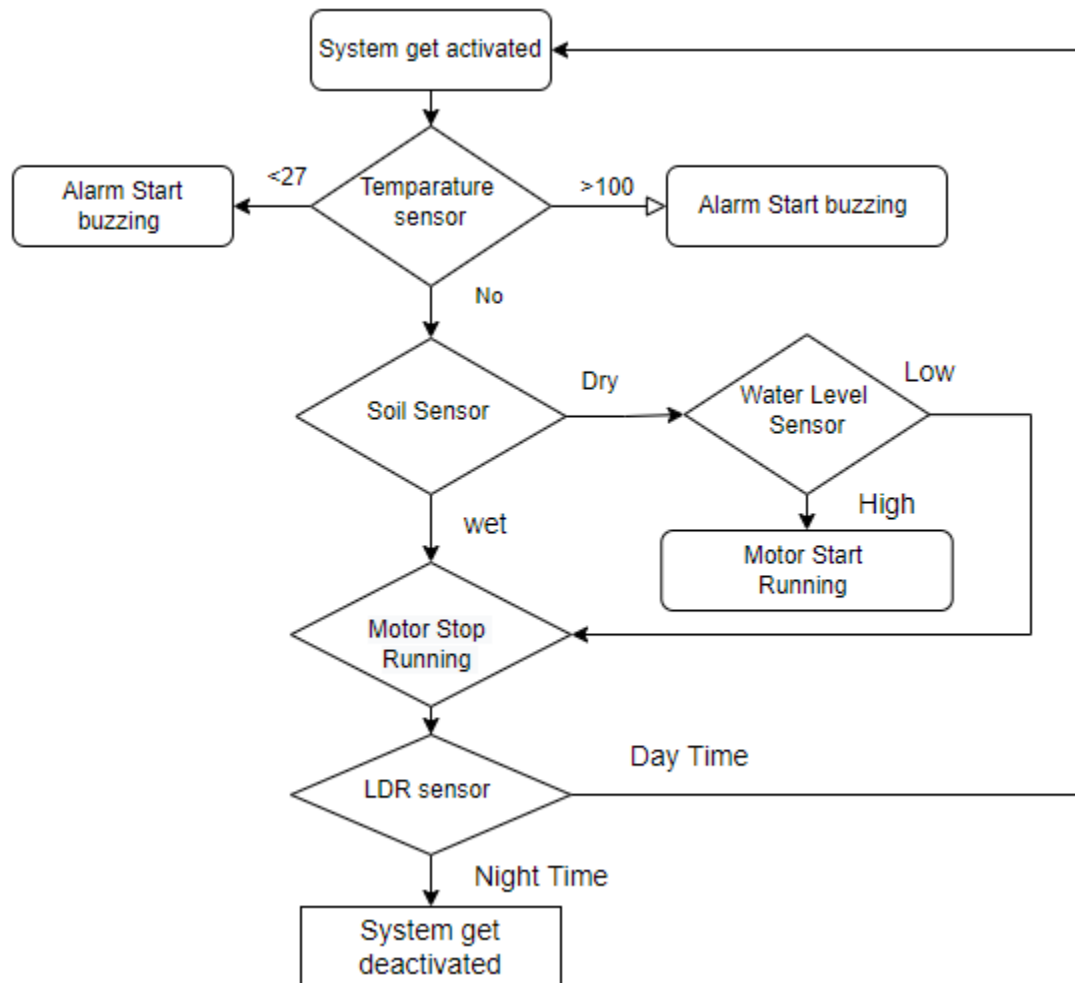 System get activated
<27
Temparature
sensor
>100
Alarm Start
buzzing
Alarm Start buzzing
No
Soil Sensor
Dry
Water Level
Sensor
Low
wet
High
Motor Start
Running
Motor Stop
Running
LDR sensor
Day Time
Night Time
System get
deactivated